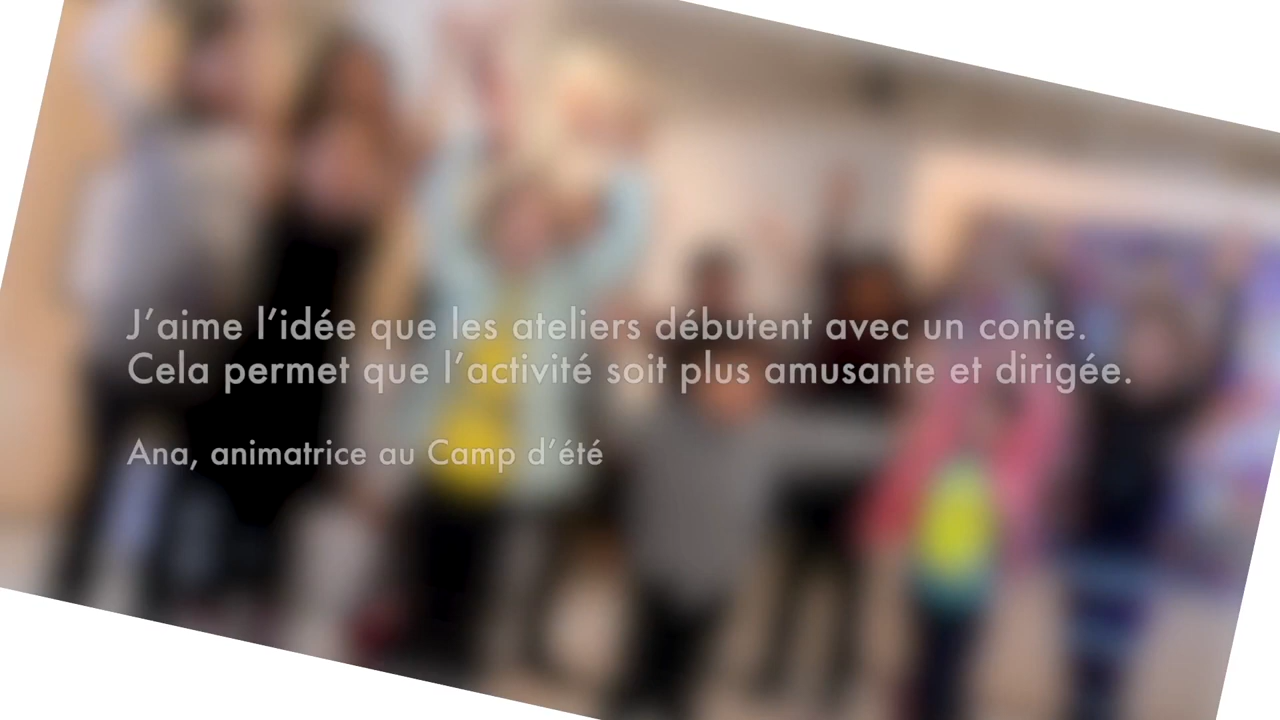 J’aime l’idée que les ateliers débutent avec un conte.
Cela permet que l’activité soit plus amusante et dirigée.
Ana, animatrice au Camp d’été